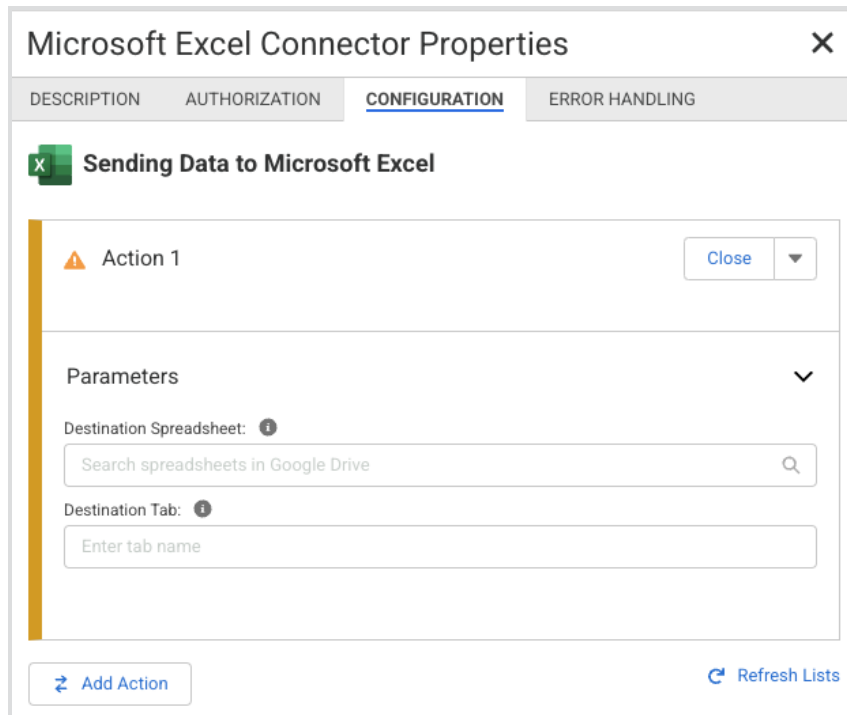 Microsoft Excel Connector Properties
DESCRIPTION AUTHORIZATION CONFIGURATION ERROR HANDLING
X Sending Data to Microsoft Excel
Action 1 Close
Parameters
Destination Spreadsheet:
Search spreadsheets in Google Drive
Destination Tab:
Enter tab name
Add Action Refresh Lists